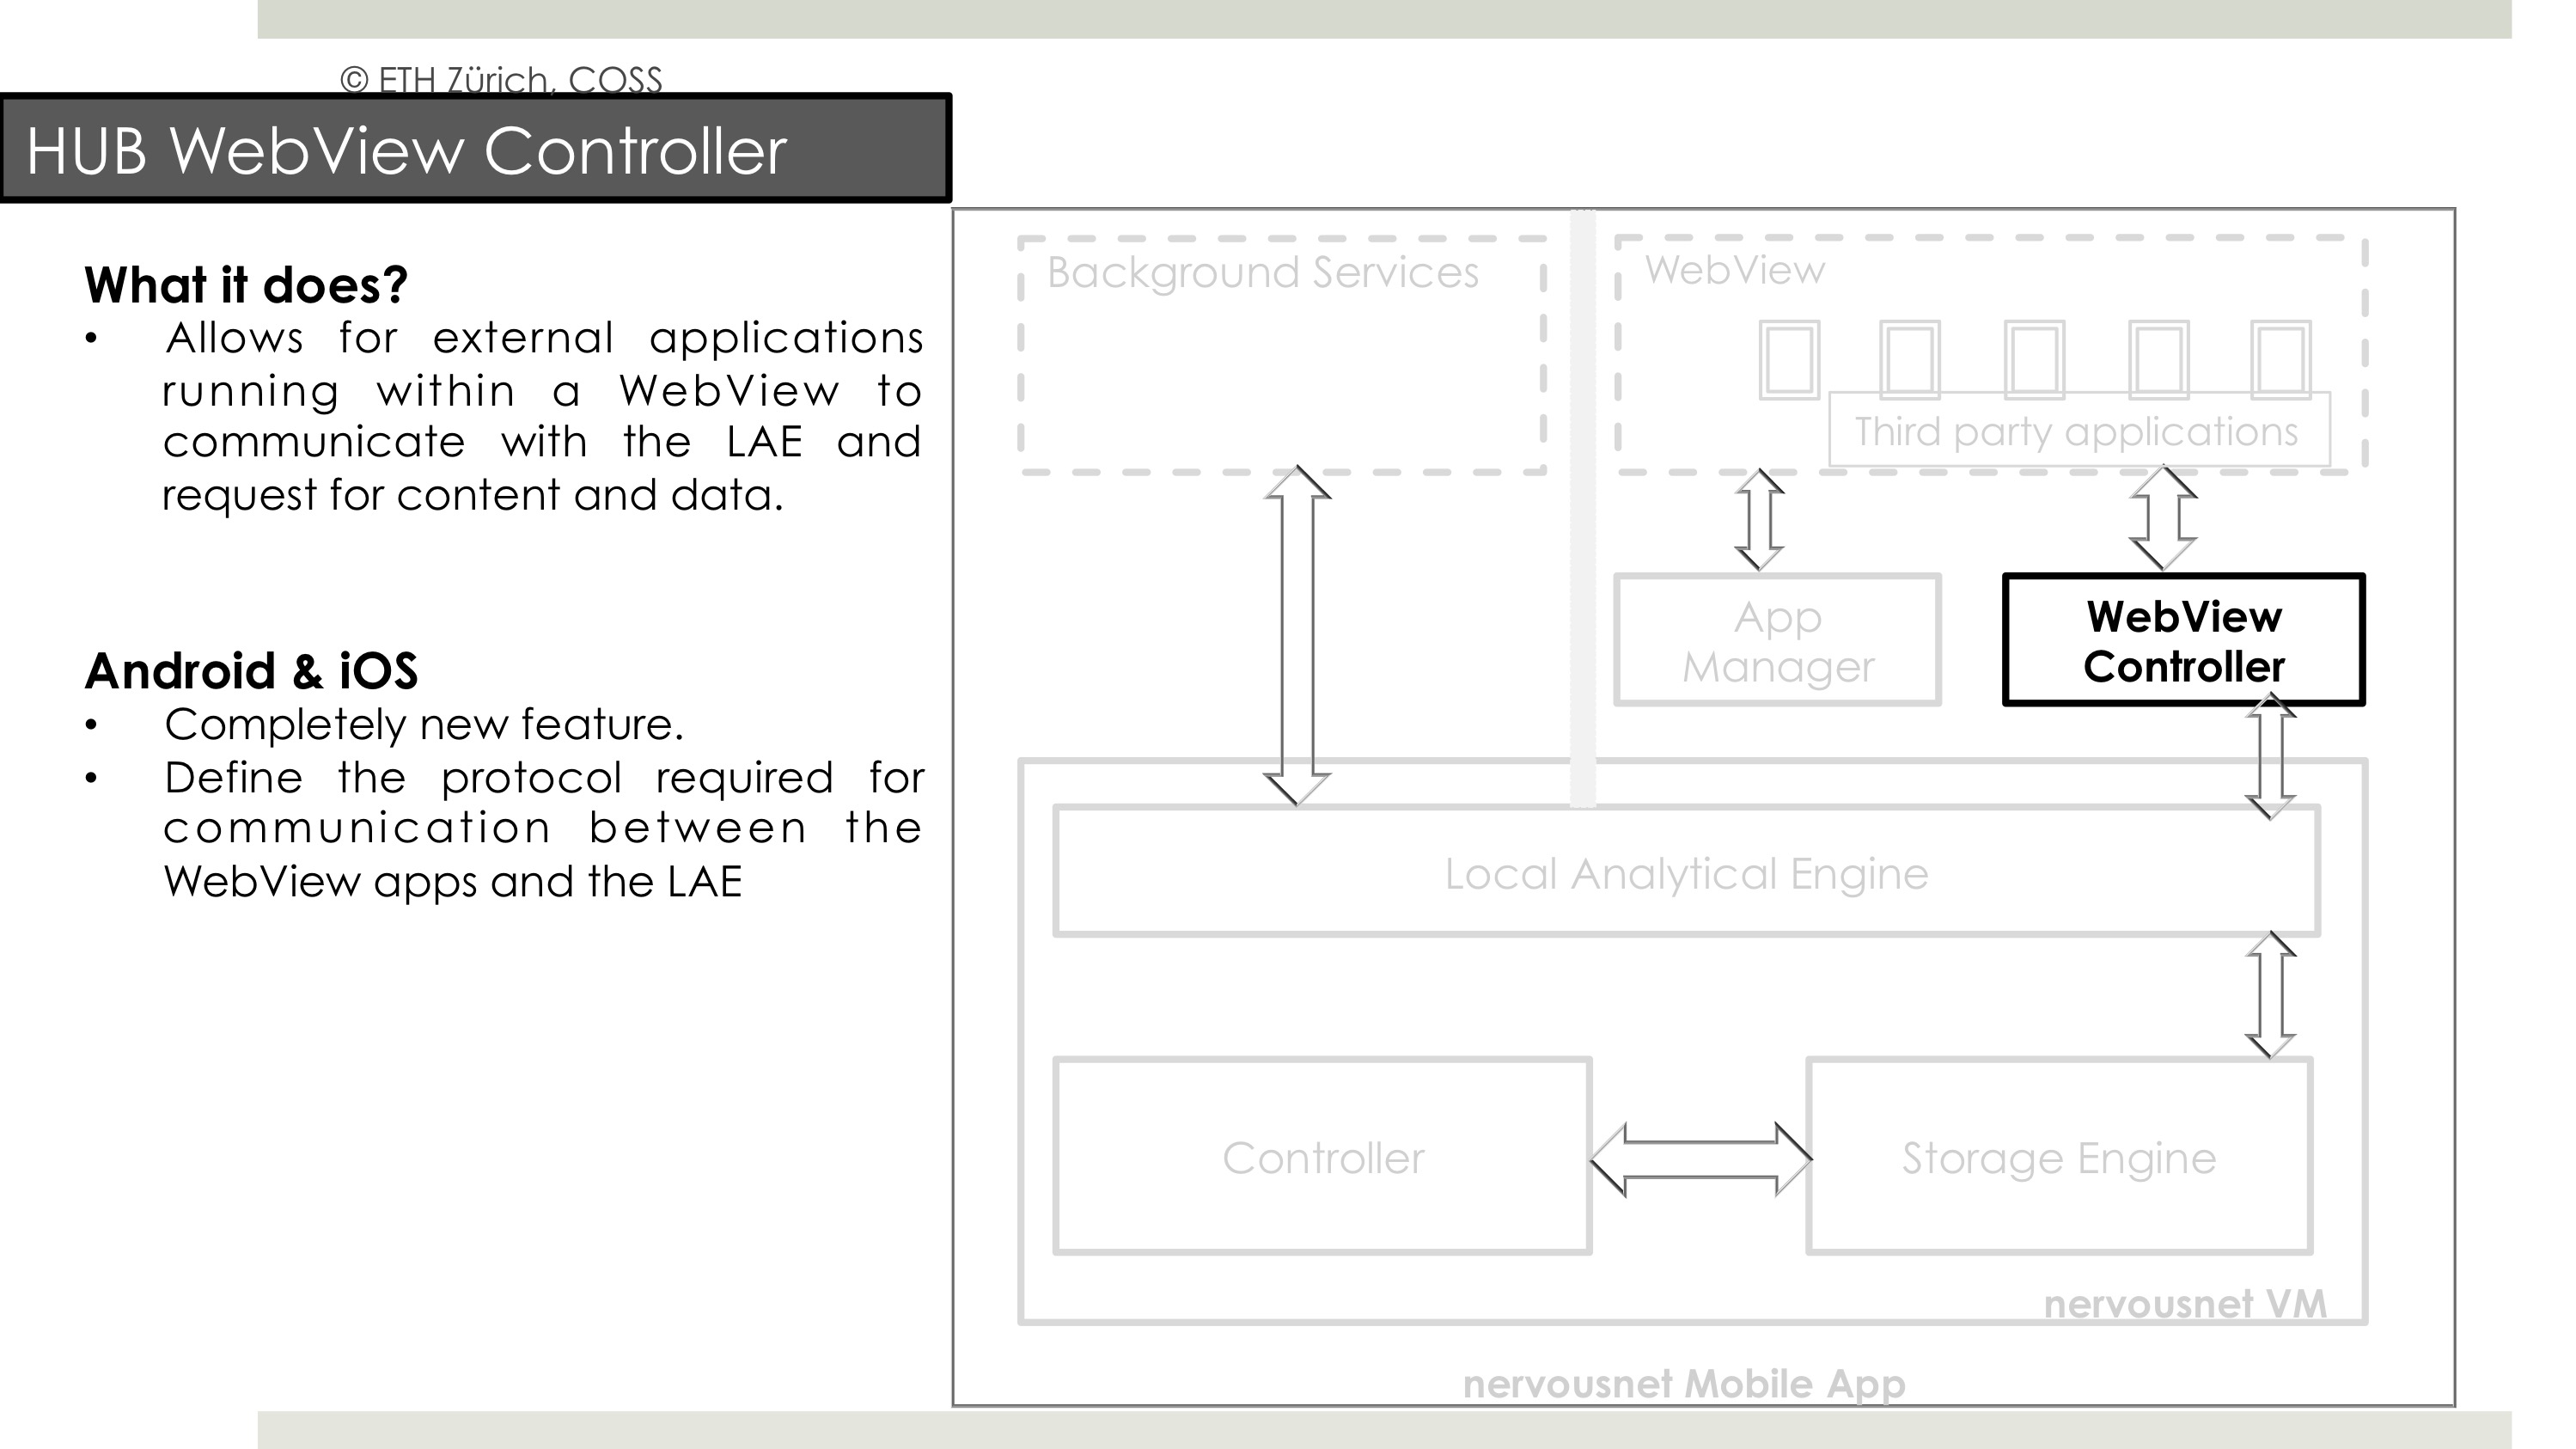 © ETH Zürich, COSS
HUB WebView Controller
What it does?
• Allows for external applications
running within a WebView to
communicate with the LAE and
request for content and data.
Android & iOS
• Completely new feature.
• Define the protocol required for
communication between the
WebView apps and the LAE
Background Services
WebView
Third party applications
App
Manager
WebView
Controller
Local Analytical Engine
Controller
Storage Engine
nervousnet VM
nervousnet Mobile App